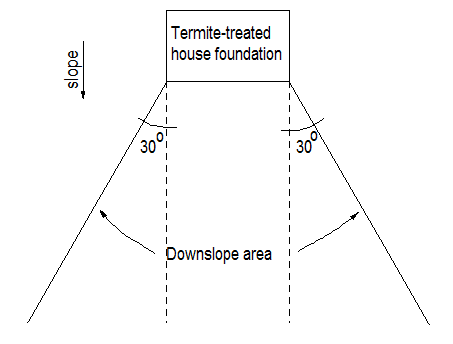 Termite-treated
house foundation
slope
30°
30°
Downslope area